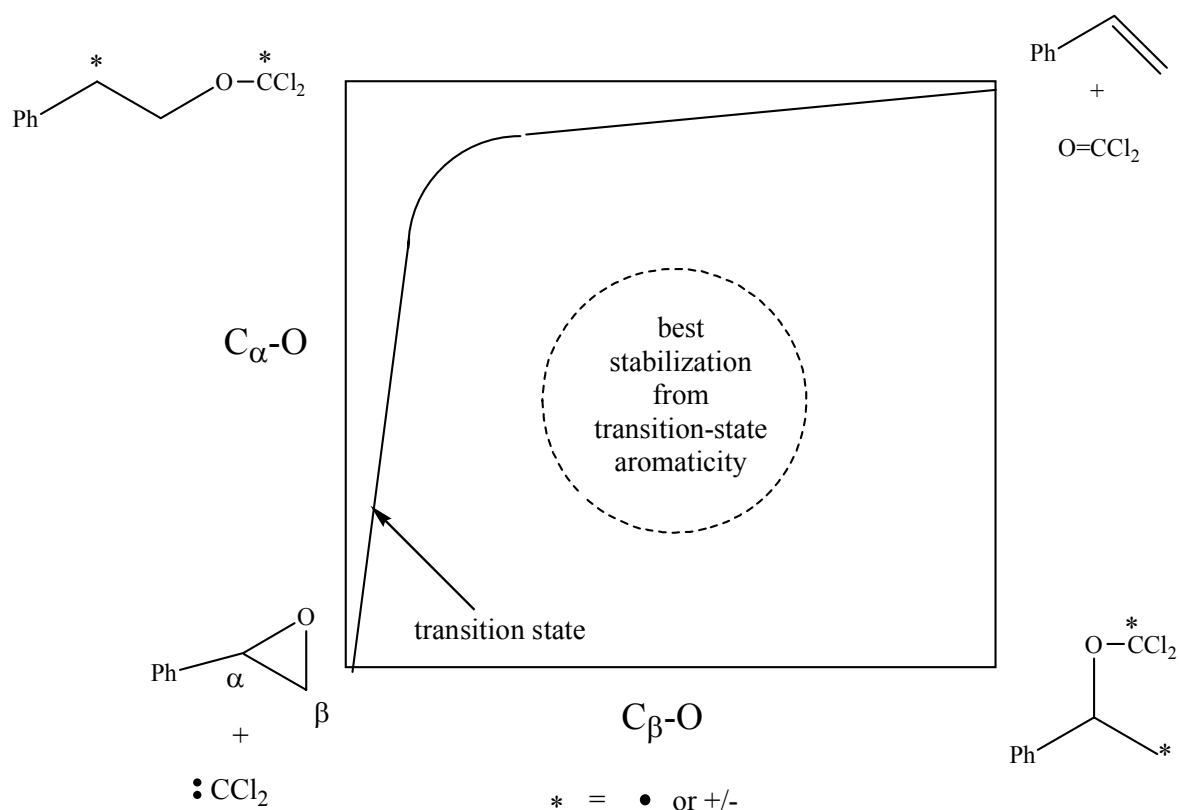 *
O
*
CCl2
Ph
Ph
+
O=CCl2
Cα-O
best
stabilization
from
transition-state
aromaticity
transition state
O
Ph
α
β
+
:CCl2
Cβ-O
*
O
CCl2
Ph
*
* = • or +/-